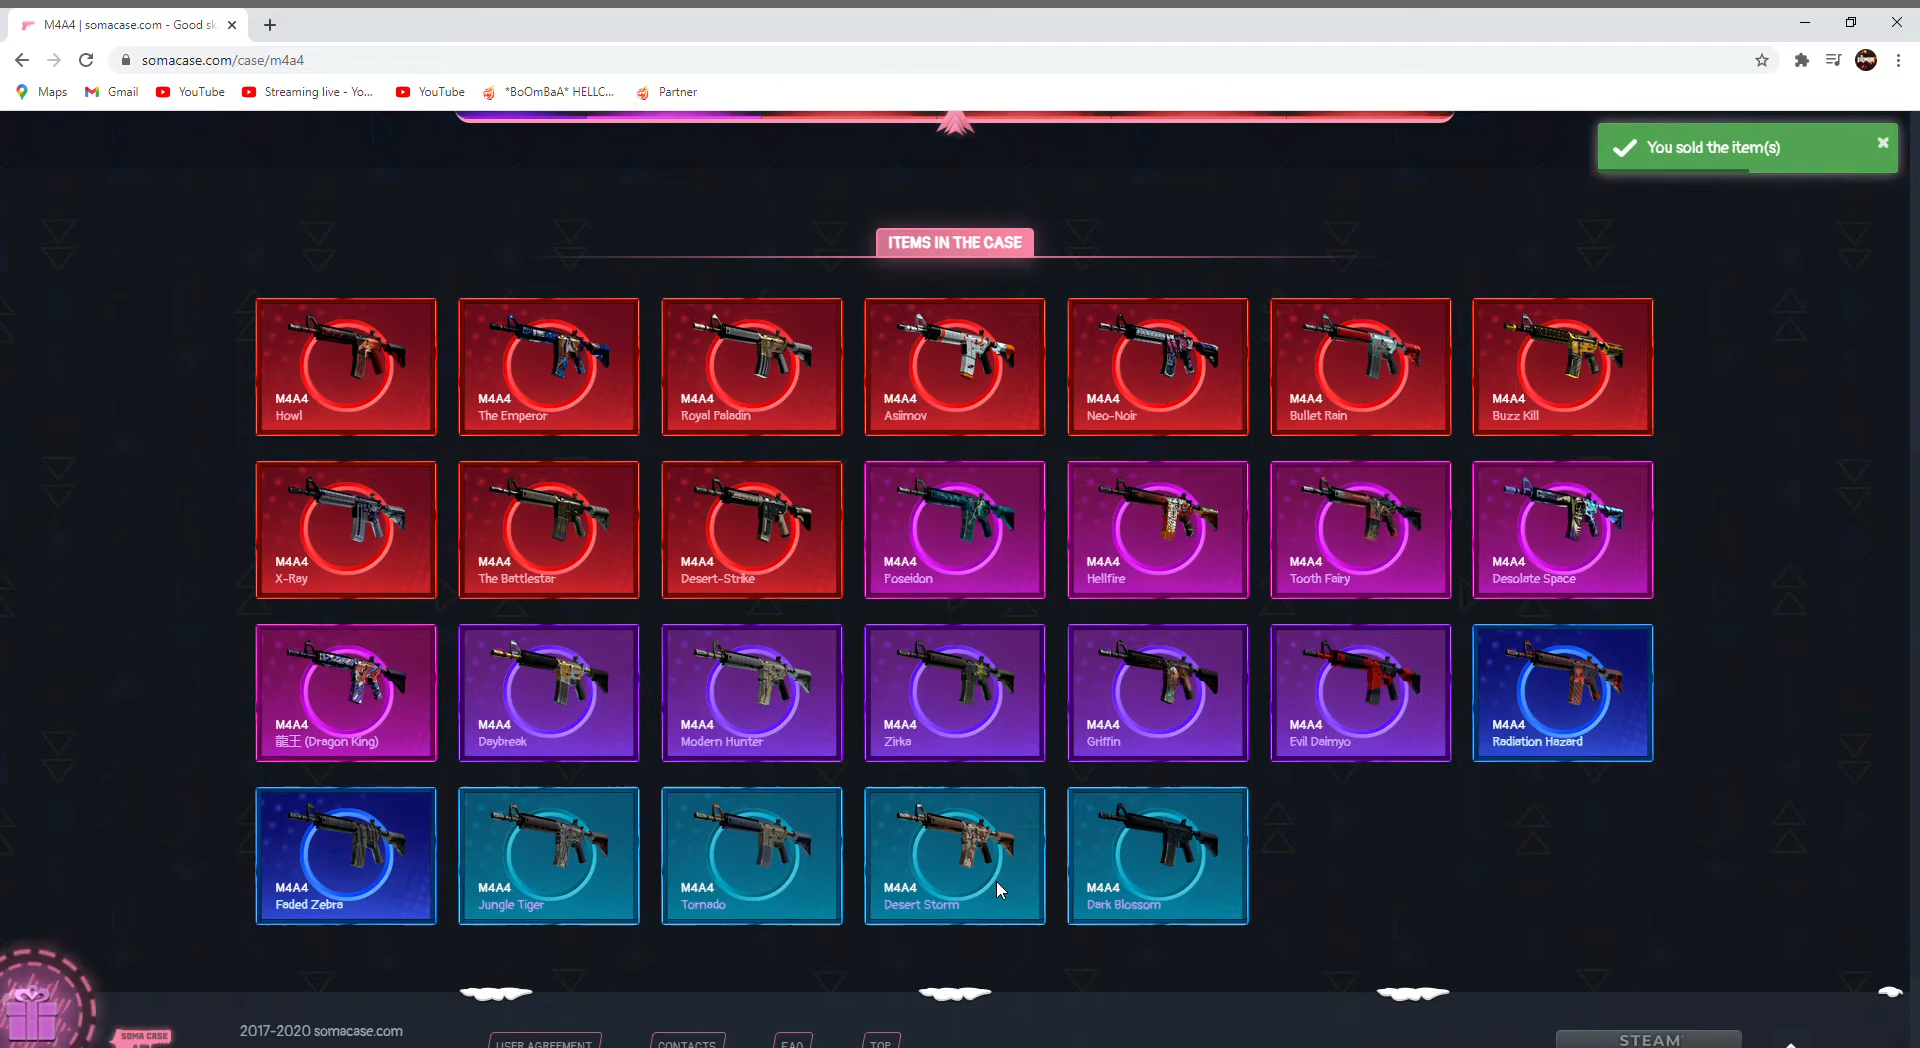 M4A4 | somacase.com - Good sk
somacase.com/case/m4a4
Maps
Gmail
YouTube
Streaming live - Yo...
YouTube
*BoOmBaA* HELLC...
Partner
You sold the item(s)
ITEMS IN THE CASE
M4A4
Howl
M4A4
The Emperor
M4A4
Royal Paladin
M4A4
Asiimov
M4A4
Neo-Noir
M4A4
Bullet Rain
M4A4
Buzz Kill
M4A4
X-Ray
M4A4
The Battlestar
M4A4
Desert-Strike
M4A4
Poseidon
M4A4
Hellfire
M4A4
Tooth Fairy
M4A4
Desolate Space
M4A4
龍王 (Dragon King)
M4A4
Daybreak
M4A4
Modern Hunter
M4A4
Zirka
M4A4
Griffin
M4A4
Evil Daimyo
M4A4
Radiation Hazard
M4A4
Faded Zebra
M4A4
Jungle Tiger
M4A4
Tornado
M4A4
Desert Storm
M4A4
Dark Blossom
SOMA CASE
2017-2020 somacase.com
USER AGREEMENT
CONTACTS
FAQ
TOP
STEAM